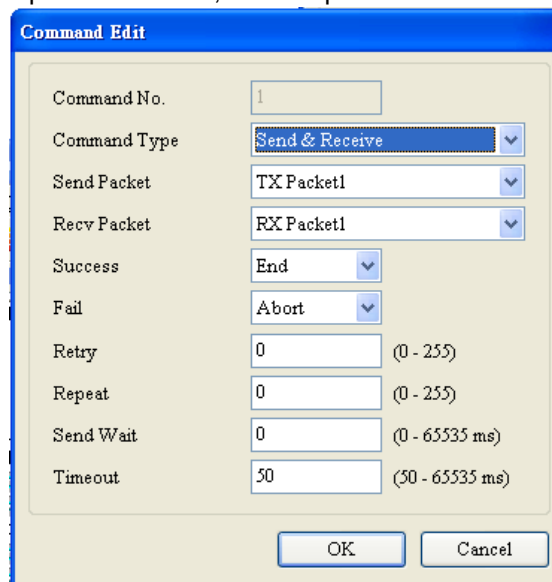 Command Edit
Command No. 1
Command Type Send & Receive
Send Packet TX Packet1
Recv Packet RX Packet1
Success End
Fail Abort
Retry 0 (0 - 255)
Repeat 0 (0 - 255)
Send Wait 0 (0 - 65535 ms)
Timeout 50 (50 - 65535 ms)
OK Cancel